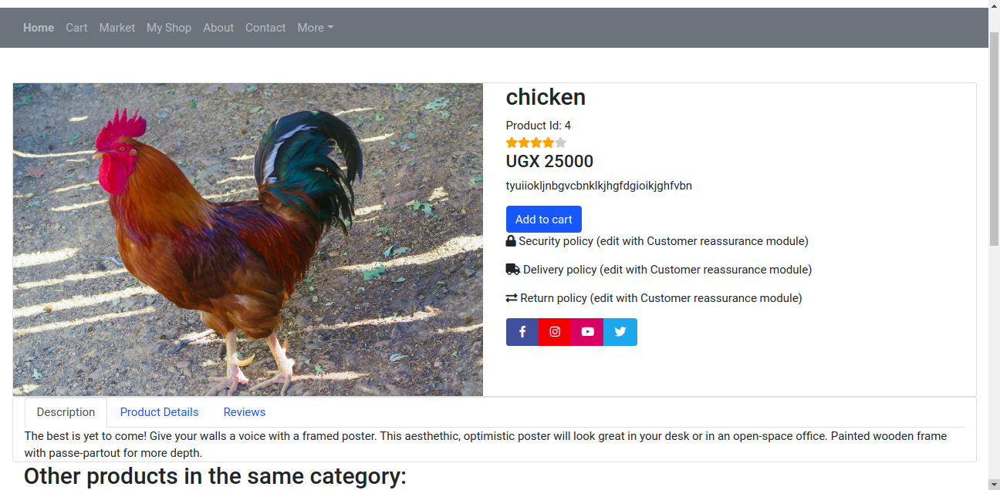 Home Cart Market My Shop About Contact More
chicken
Product Id: 4
UGX 25000
tyuiiokljnbgvcbnklkjhgfdgioikjghfvbn
Add to cart
Security policy (edit with Customer reassurance module)
Delivery policy (edit with Customer reassurance module)
Return policy (edit with Customer reassurance module)
Description Product Details Reviews
The best is yet to come! Give your walls a voice with a framed poster. This aesthethic, optimistic poster will look great in your desk or in an open-space office. Painted wooden frame
with passe-partout for more depth.
Other products in the same category: